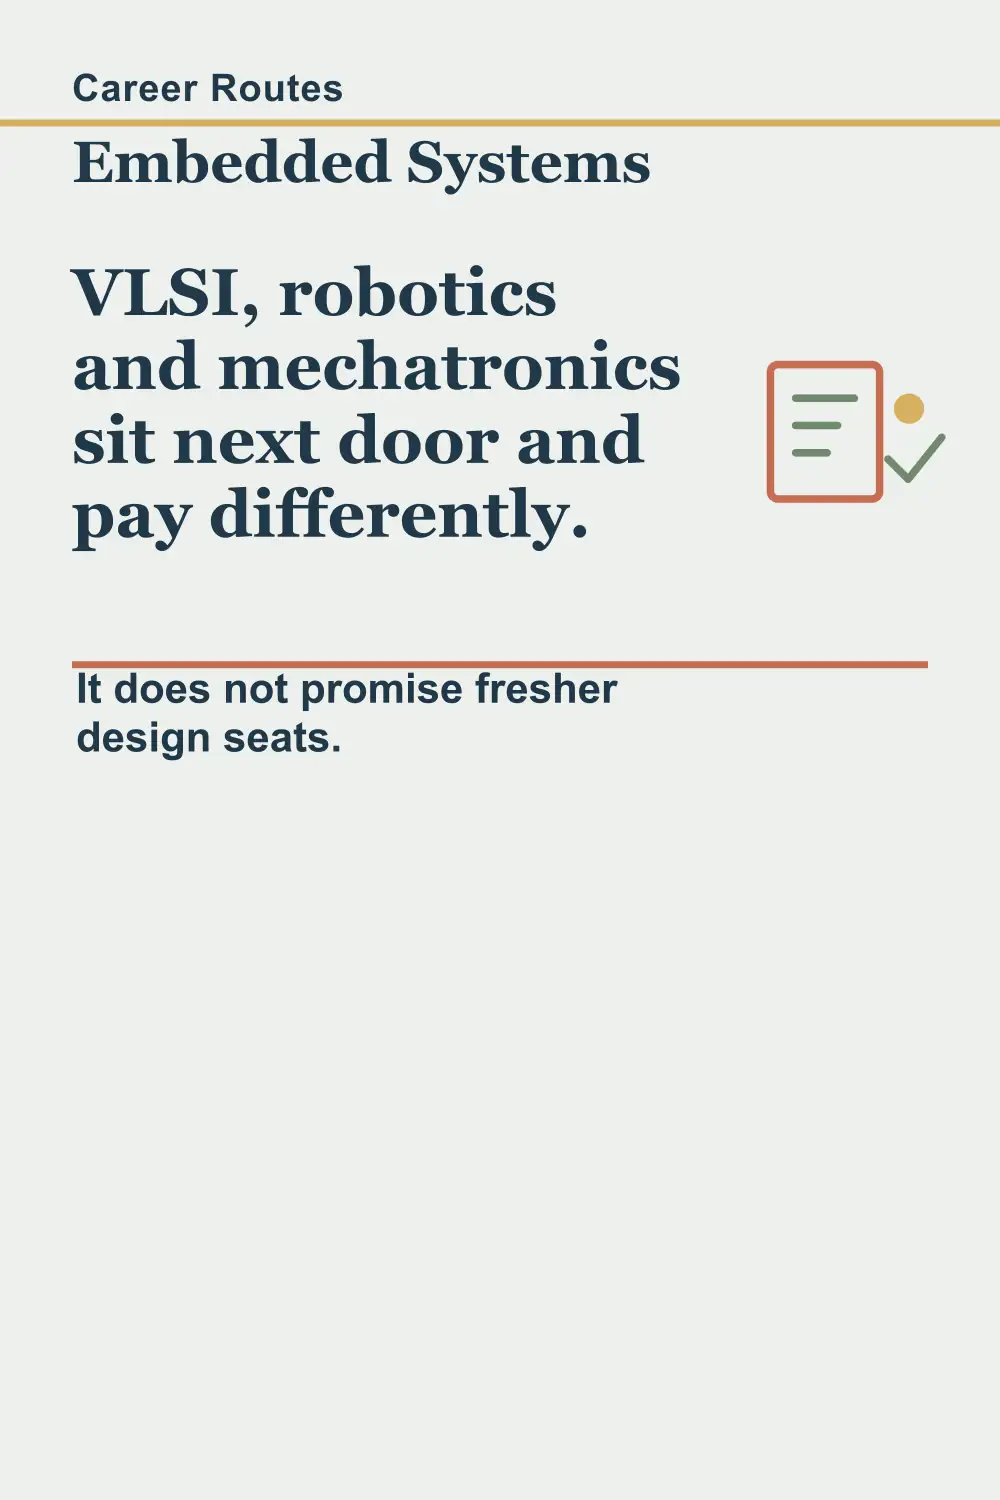 Career Routes
Embedded Systems
VLSI, robotics
and mechatronics
sit next door and
pay differently.
It does not promise fresher
design seats.